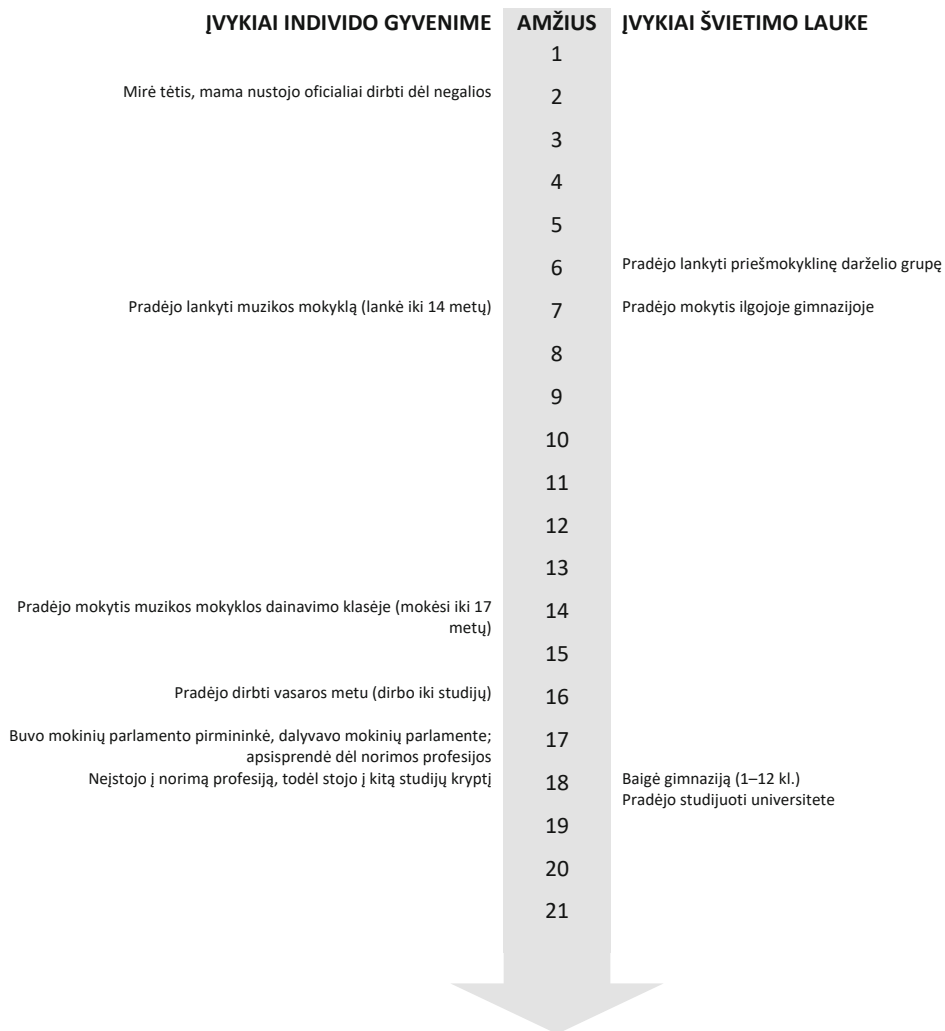 ĮVYKIAI INDIVIDO GYVENIME AMŽIUS ĮVYKIAI ŠVIETIMO LAUKE
1
Mirė tėtis, mama nustojo oficialiai dirbti dėl negalios 2
3
4
5
6 Pradėjo lankyti priešmokyklinę darželio grupę
Pradėjo lankyti muzikos mokyklą (lankė iki 14 metų) 7 Pradėjo mokytis ilgojoje gimnazijoje
8
9
10
11
12
13
Pradėjo mokytis muzikos mokyklos dainavimo klasėje (mokėsi iki 17 14
metų)
15
Pradėjo dirbti vasaros metu (dirbo iki studijų) 16
Buvo mokinių parlamento pirmininkė, dalyvavo mokinių parlamente; 17
apsisprendė dėl norimos profesijos
Neįstojo į norimą profesiją, todėl stojo į kitą studijų kryptį 18 Baigė gimnaziją (1–12 kl.)
Pradėjo studijuoti universitete
19
20
21